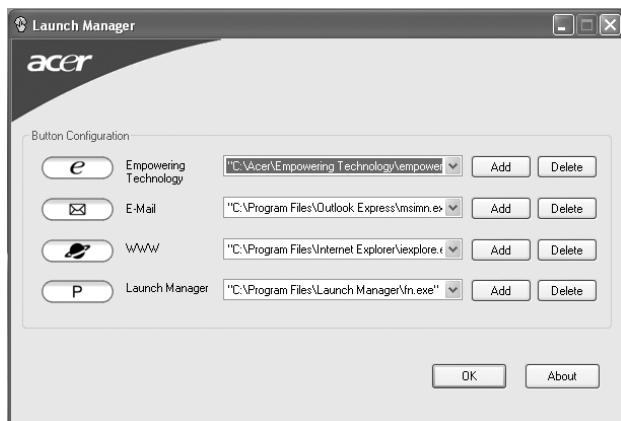 Launch Manager
acer
Button Configuration
e Empowering Technology "C:\Acer\Empowering Technology\empower Add Delete
E-Mail "C:\Program Files\Outlook Express\msimn.ex Add Delete
WWW "C:\Program Files\Internet Explorer\iexplore.e Add Delete
P Launch Manager "C:\Program Files\Launch Manager\fn.exe" Add Delete
OK About